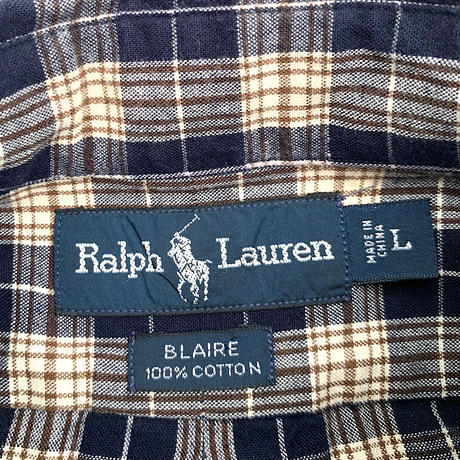 Ralph Lauren
MADE IN
CHINA
L
BLAIRE
100% COTTON